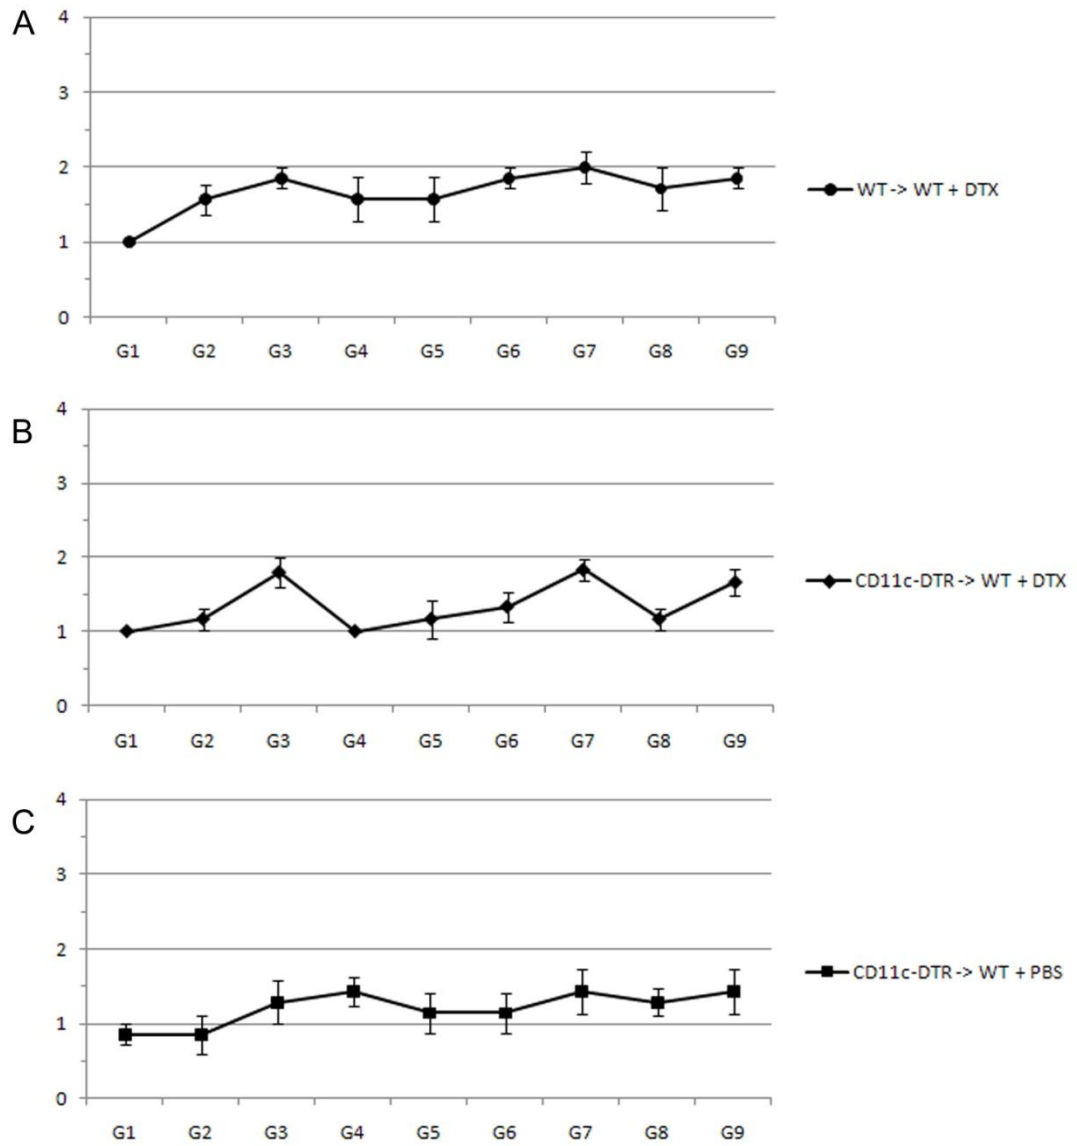 A
4
3
2
1
0
G1 G2 G3 G4 G5 G6 G7 G8 G9
WT -> WT + DTX
B
4
3
2
1
0
G1 G2 G3 G4 G5 G6 G7 G8 G9
CD11c-DTR -> WT + DTX
C
4
3
2
1
0
G1 G2 G3 G4 G5 G6 G7 G8 G9
CD11c-DTR -> WT + PBS